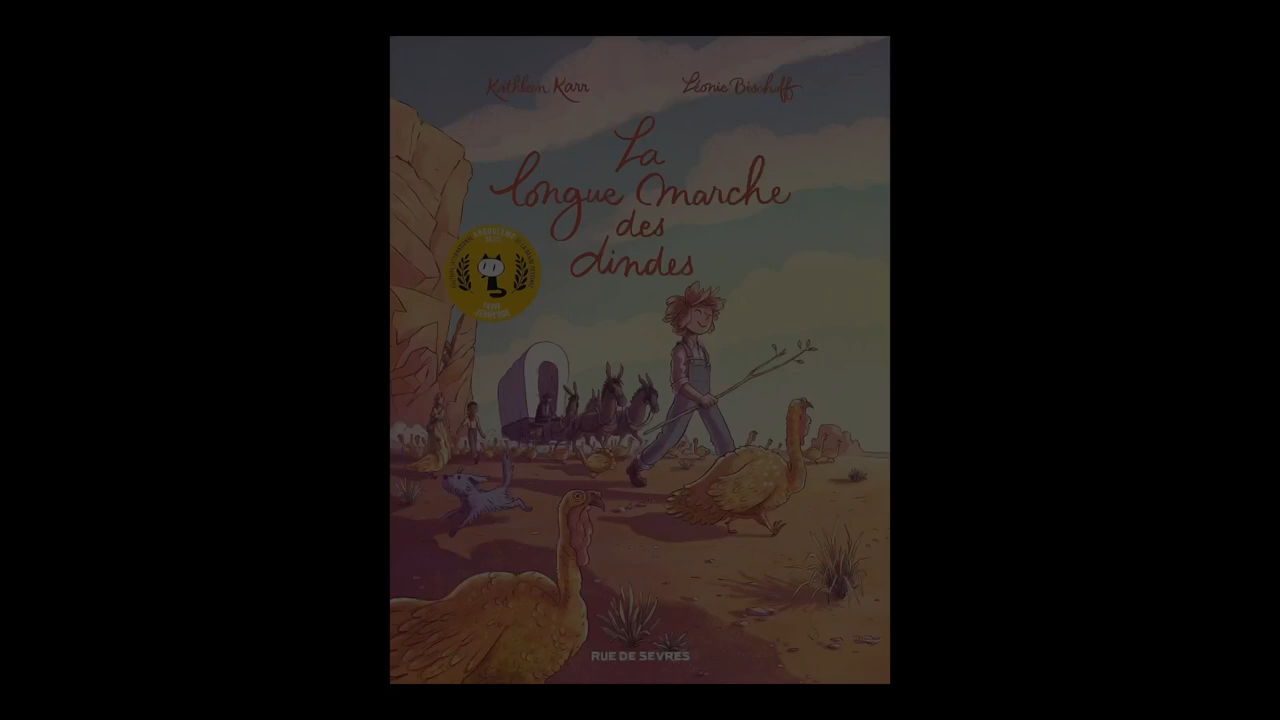 Kathleen Karr
Léonie Bischoff
La
longue marche
des
dindes
RUE DE SEVRES